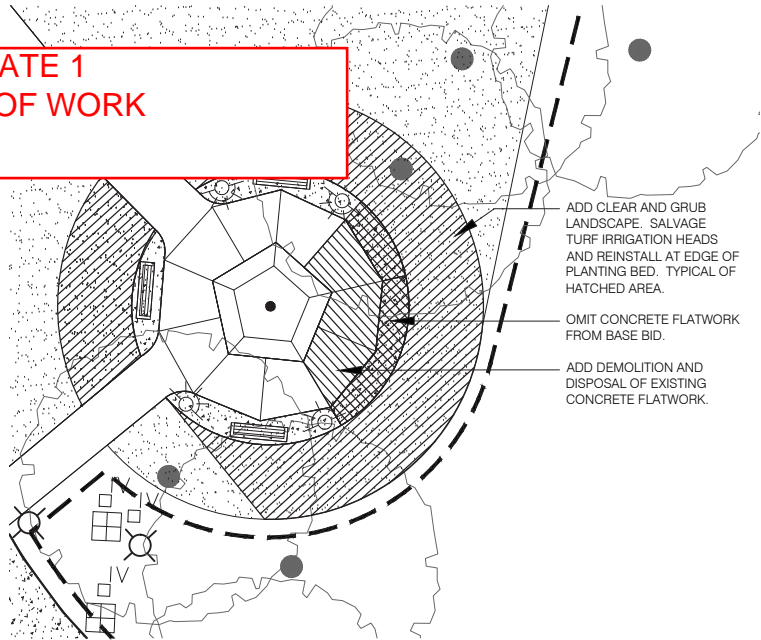 ATE 1
OF WORK
ADD CLEAR AND GRUB
LANDSCAPE. SALVAGE
TURF IRRIGATION HEADS
AND REINSTALL AT EDGE OF
PLANTING BED. TYPICAL OF
HATCHED AREA.
OMIT CONCRETE FLATWORK
FROM BASE BID.
ADD DEMOLITION AND
DISPOSAL OF EXISTING
CONCRETE FLATWORK.